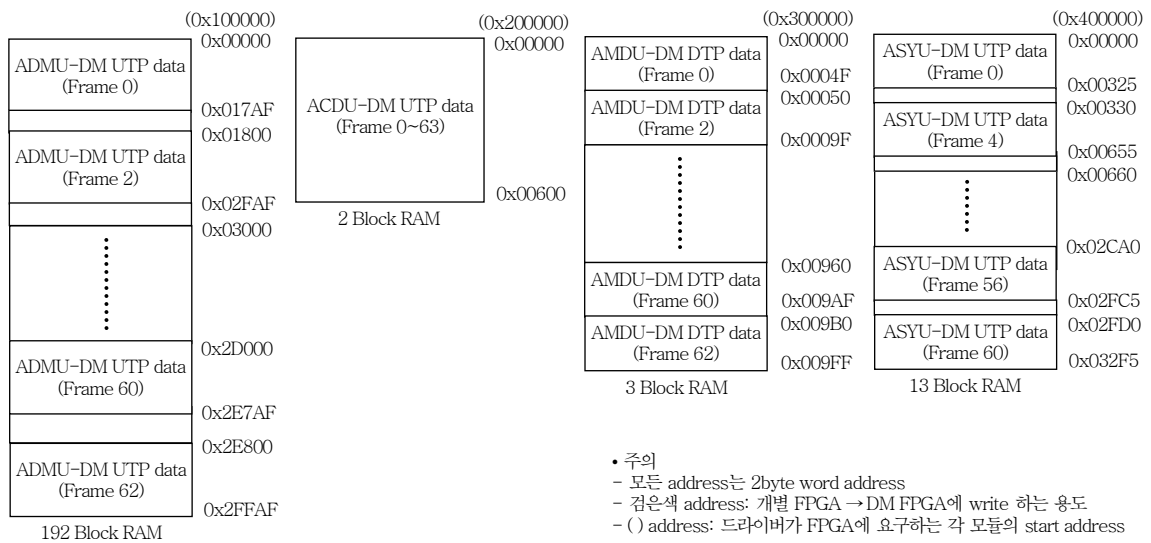 (0x100000)
0x00000
ADMU-DM UTP data
(Frame 0)
0x017AF
0x01800
ADMU-DM UTP data
(Frame 2)
0x02FAF
0x03000
0x2D000
ADMU-DM UTP data
(Frame 60)
0x2E7AF
0x2E800
ADMU-DM UTP data
(Frame 62)
0x2FFAF
192 Block RAM
(0x200000)
0x00000
ACDU-DM UTP data
(Frame 0~63)
0x00600
2 Block RAM
(0x300000)
0x00000
AMDU-DM DTP data
(Frame 0)
0x0004F
0x00050
AMDU-DM DTP data
(Frame 2)
0x0009F
0x00960
AMDU-DM DTP data
(Frame 60)
0x009AF
0x009B0
AMDU-DM DTP data
(Frame 62)
0x009FF
3 Block RAM
(0x400000)
0x00000
ASYU-DM UTP data
(Frame 0)
0x00325
0x00330
ASYU-DM UTP data
(Frame 4)
0x00655
0x00660
0x02CA0
ASYU-DM UTP data
(Frame 56)
0x02FC5
0x02FD0
ASYU-DM UTP data
(Frame 60)
0x032F5
13 Block RAM
• 주의
- 모든 address는 2byte word address
- 검은색 address: 개별 FPGA → DM FPGA에 write 하는 용도
- ( ) address: 드라이버가 FPGA에 요구하는 각 모듈의 start address